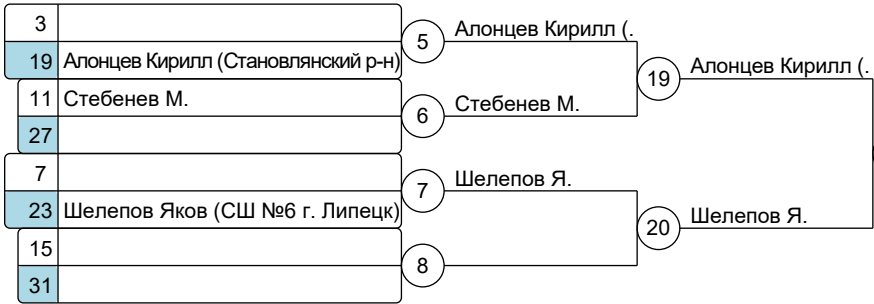 3
5
Алонцев Кирилл (.
19 Алонцев Кирилл (Становлянский р-н)
19
Алонцев Кирилл (.
11 Стебенев М.
6
Стебенев М.
27
7
7
Шелепов Я.
23 Шелепов Яков (СШ №6 г. Липецк)
20
Шелепов Я.
15
8
31